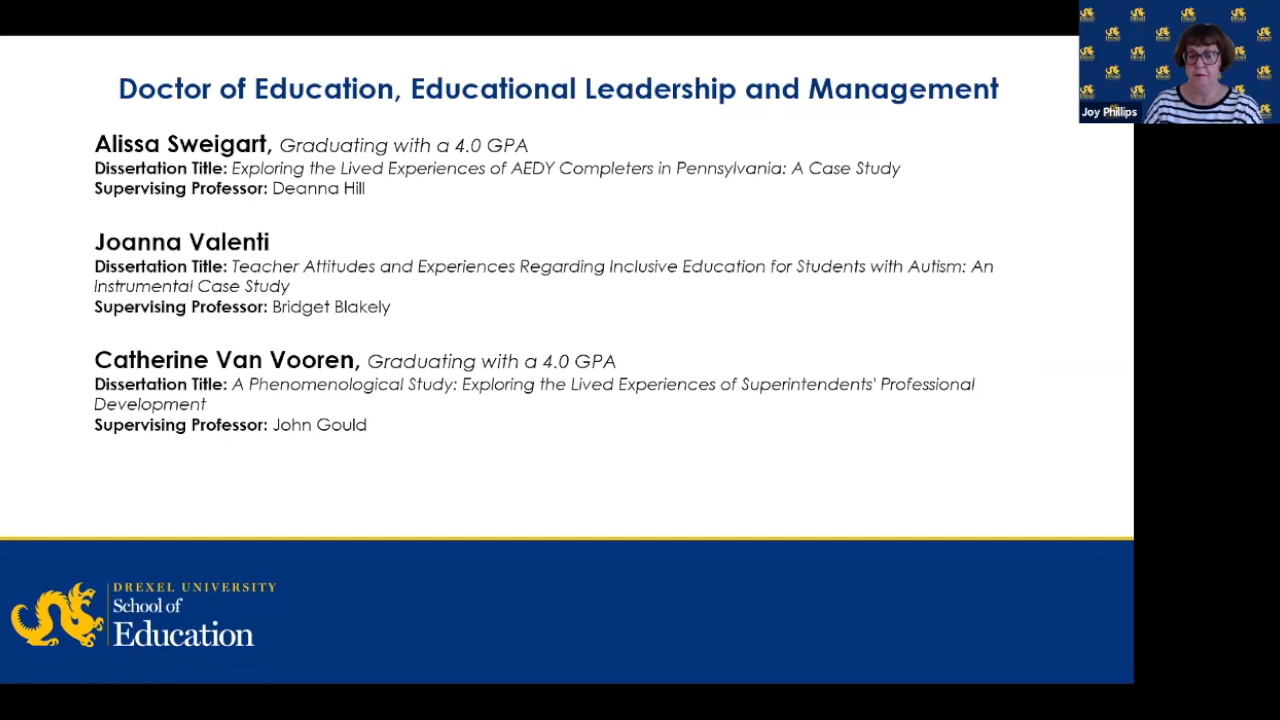 Doctor of Education, Educational Leadership and Management
Joy Phillips
Alissa Sweigart, Graduating with a 4.0 GPA
Dissertation Title: Exploring the Lived Experiences of AEDY Completers in Pennsylvania: A Case Study
Supervising Professor: Deanna Hill
Joanna Valenti
Dissertation Title: Teacher Attitudes and Experiences Regarding Inclusive Education for Students with Autism: An
Instrumental Case Study
Supervising Professor: Bridget Blakely
Catherine Van Vooren, Graduating with a 4.0 GPA
Dissertation Title: A Phenomenological Study: Exploring the Lived Experiences of Superintendents' Professional
Development
Supervising Professor: John Gould
DREXEL UNIVERSITY
School of
Education